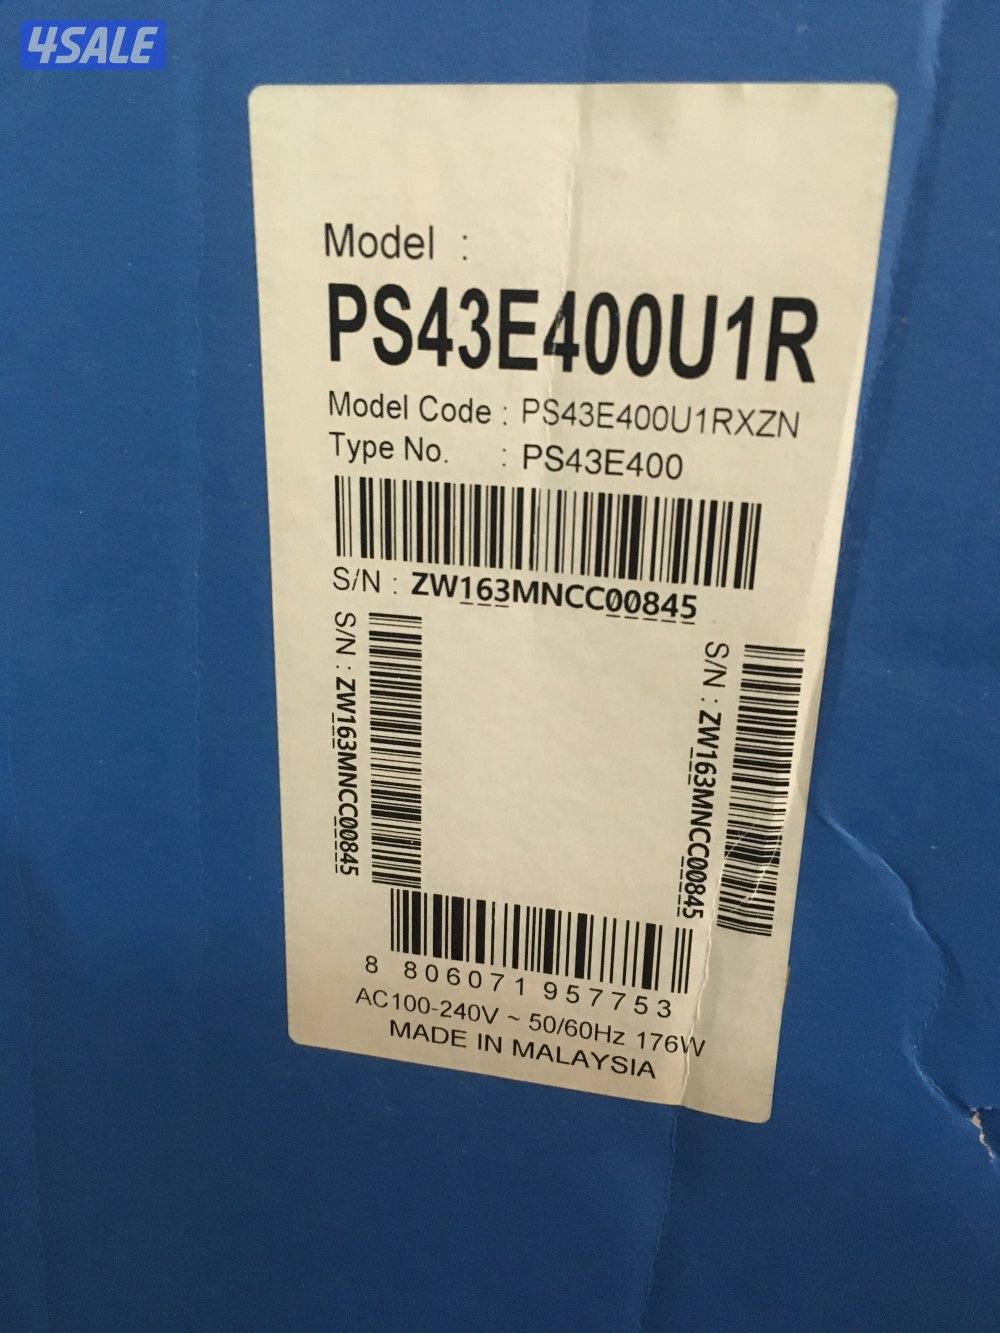 4SALE
Model :
PS43E400U1R
Model Code : PS43E400U1RXZN
Type No. : PS43E400
S/N : ZW163MNCC00845
S/N : ZW163MNCC00845
S/N : ZW163MNCC00845
8 806071 957753
AC100-240V ~ 50/60Hz 176W
MADE IN MALAYSIA